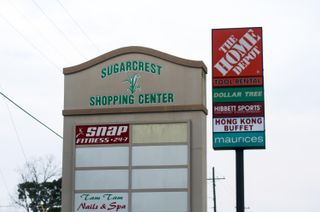 SUGARCREST
SHOPPING CENTER
SNAP
FITNESS·24-7
Tam Tam
Nails & Spa
THE
HOME
DEPOT
TOOL RENTAL
DOLLAR TREE
HIBBETT SPORTS
HONG KONG
BUFFET
maurices